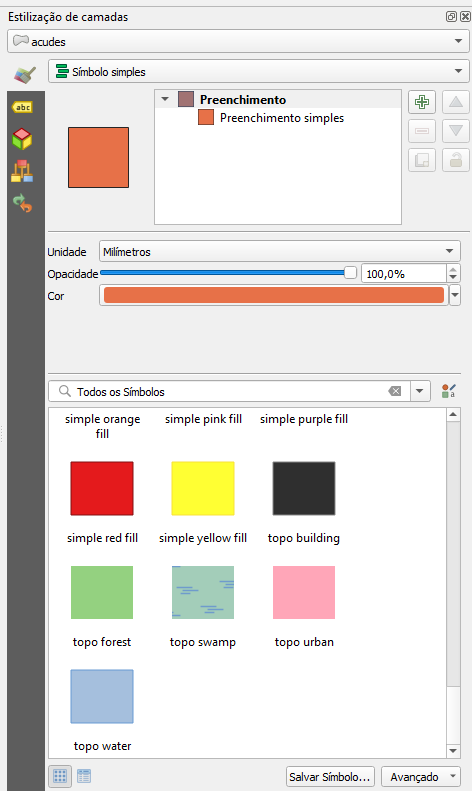 Estilização de camadas
acudes
Símbolo simples
abc
Preenchimento
Preenchimento simples
Unidade
Milímetros
Opacidade
100,0%
Cor
Todos os Símbolos
a
simple orange
fill
simple pink fill
simple purple fill
simple red fill
simple yellow fill
topo building
topo forest
topo swamp
topo urban
topo water
Salvar Símbolo...
Avançado